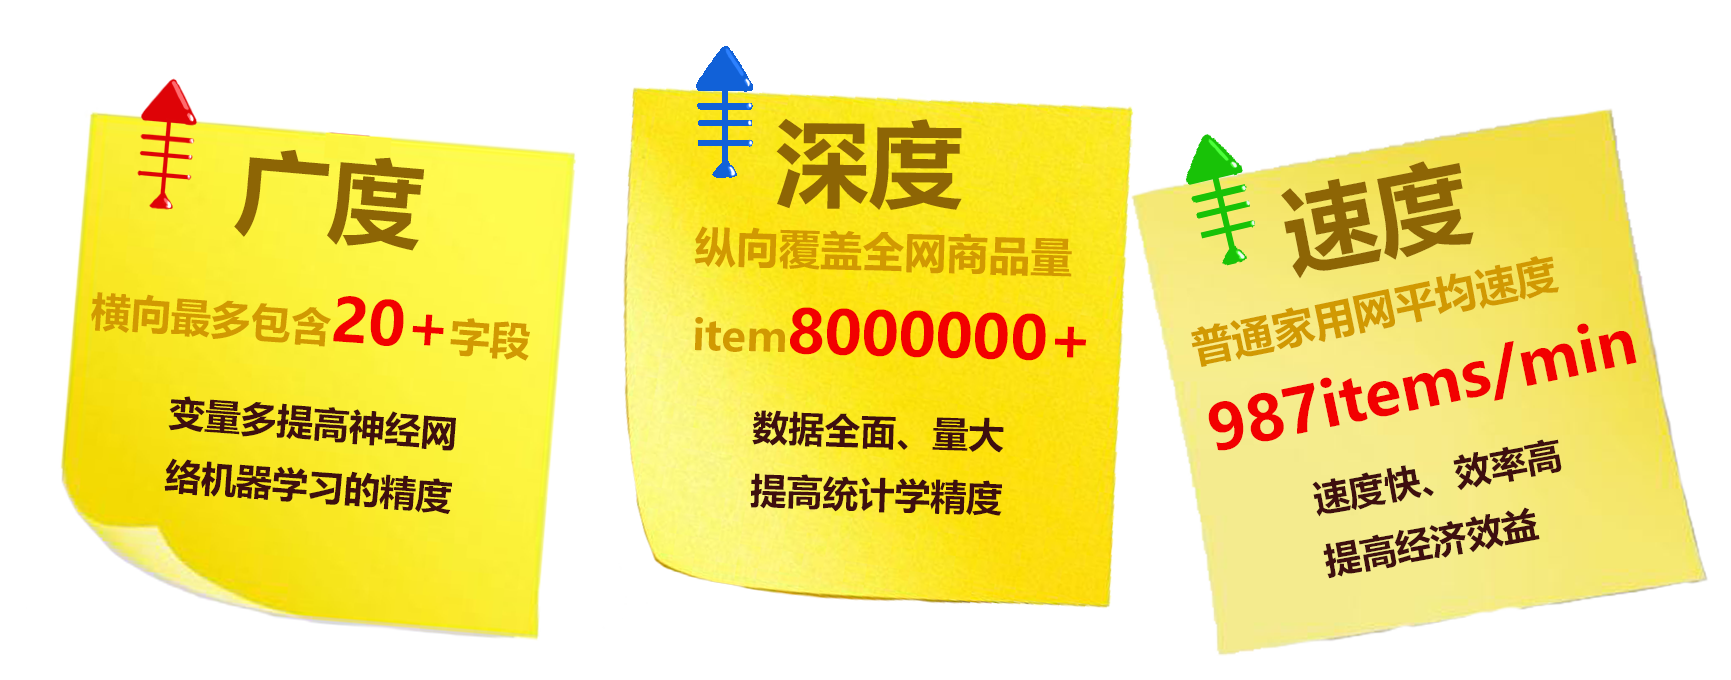 广度
横向最多包含20+字段
变量多提高神经网
络机器学习的精度
深度
纵向覆盖全网商品量
item8000000+
数据全面、量大
提高统计学精度
速度
普通家用网平均速度
987items/min
速度快、效率高
提高经济效益